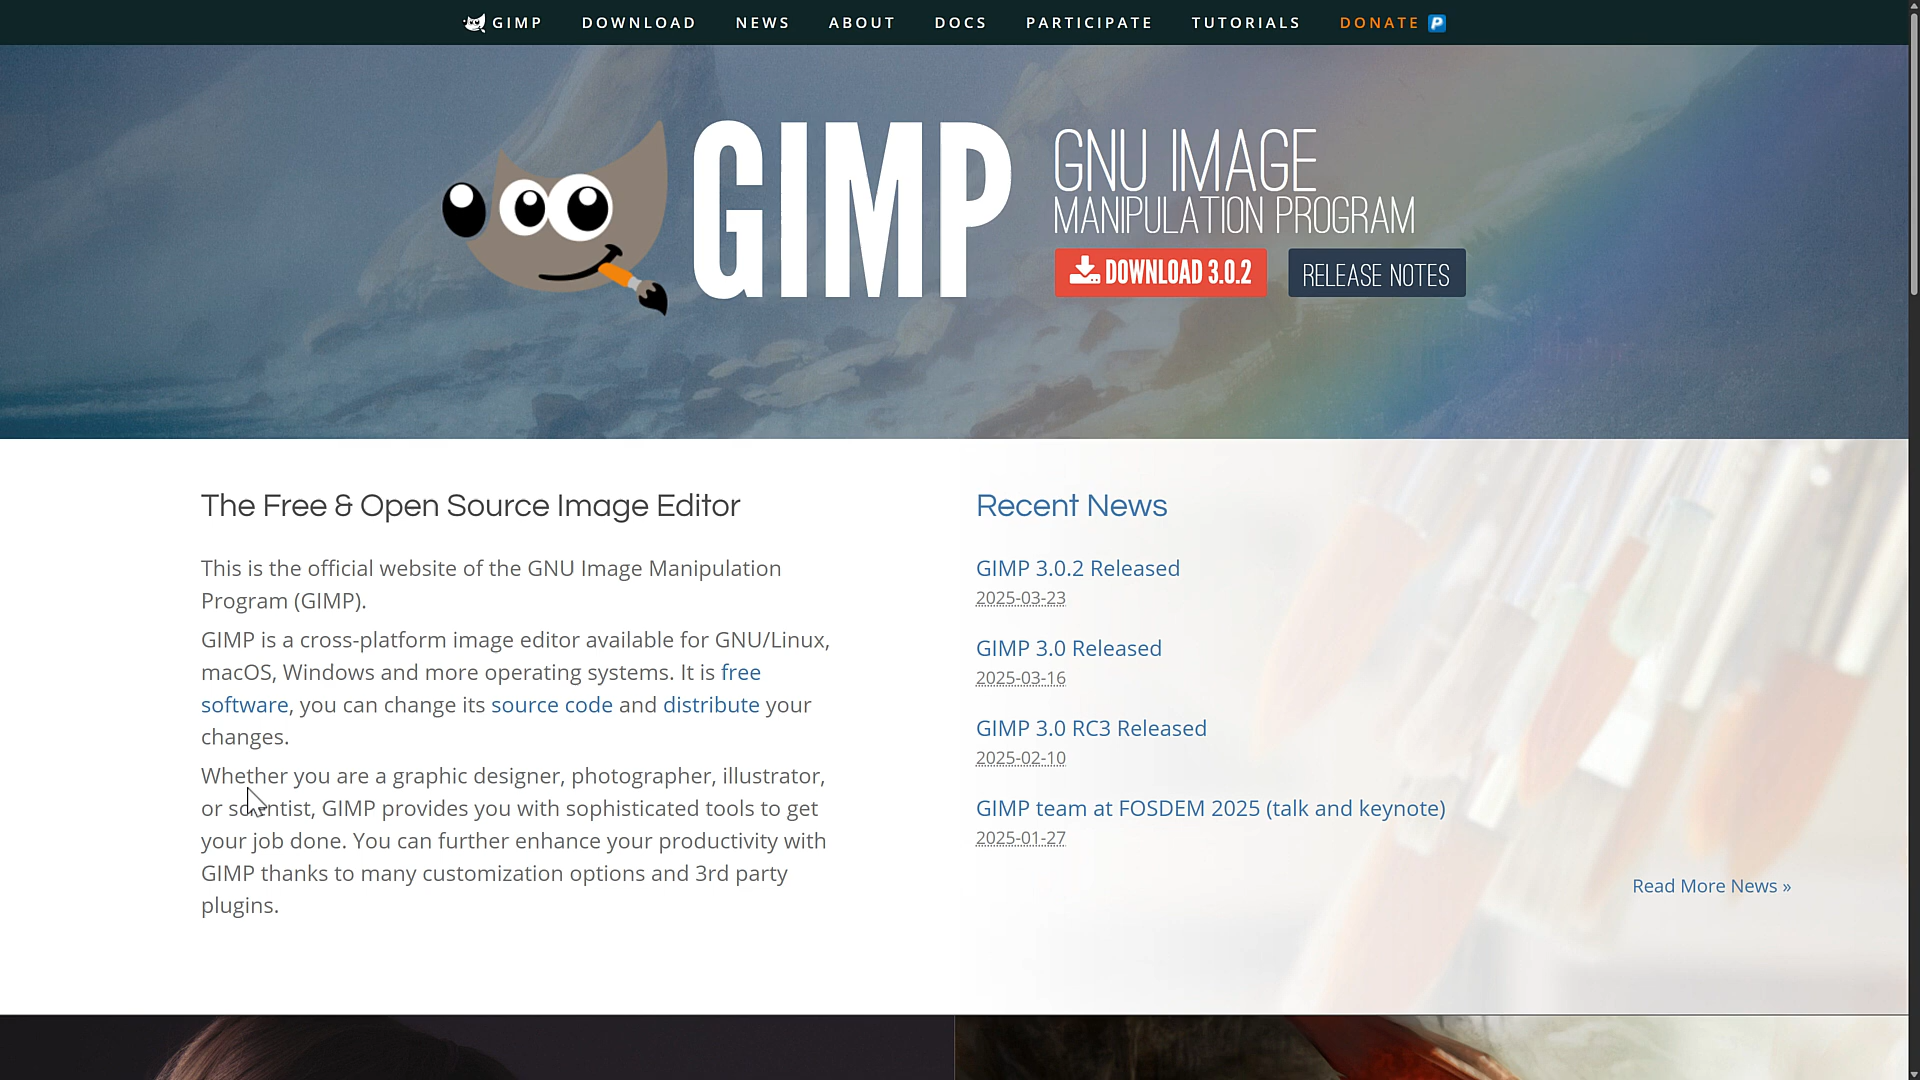 GIMP DOWNLOAD NEWS ABOUT DOCS PARTICIPATE TUTORIALS DONATE
GIMP
GNU IMAGE
MANIPULATION PROGRAM
DOWNLOAD 3.0.2 RELEASE NOTES
The Free & Open Source Image Editor
This is the official website of the GNU Image Manipulation
Program (GIMP).
GIMP is a cross-platform image editor available for GNU/Linux,
macOS, Windows and more operating systems. It is free
software, you can change its source code and distribute your
changes.
Whether you are a graphic designer, photographer, illustrator,
or scientist, GIMP provides you with sophisticated tools to get
your job done. You can further enhance your productivity with
GIMP thanks to many customization options and 3rd party
plugins.
Recent News
GIMP 3.0.2 Released
2025-03-23
GIMP 3.0 Released
2025-03-16
GIMP 3.0 RC3 Released
2025-02-10
GIMP team at FOSDEM 2025 (talk and keynote)
2025-01-27
Read More News »